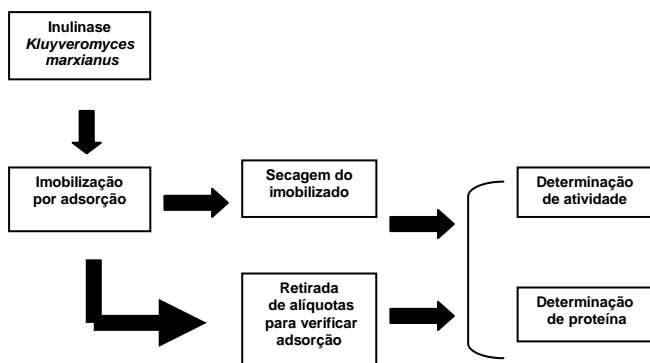 Inulinase
Kluyveromyces
marxianus
Imobilização
por adsorção
Secagem do
imobilizado
Determinação
de atividade
Retirada
de alíquotas
para verificar
adsorção
Determinação
de proteína